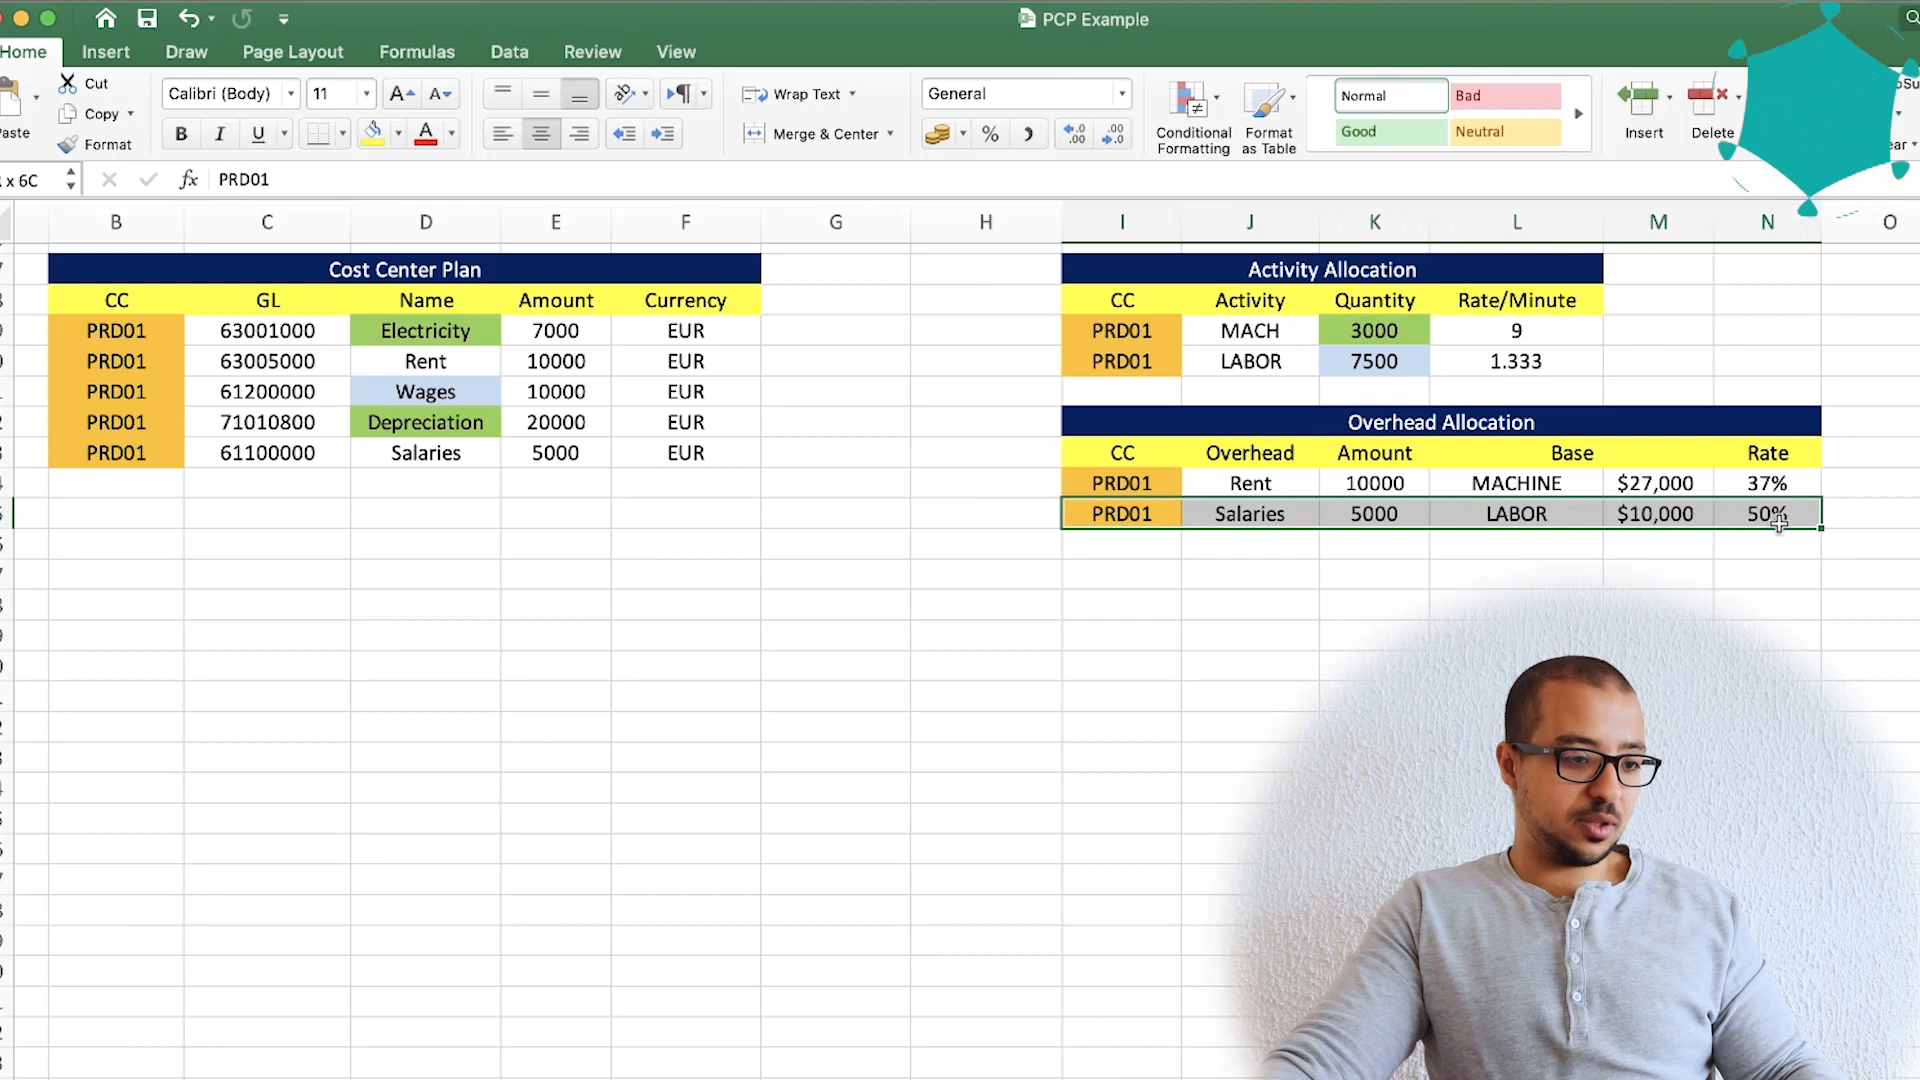 PCP Example
Home Insert Draw Page Layout Formulas Data Review View
Cut
Copy
Format
Calibri (Body) 11
B I U
Wrap Text
Merge & Center
General
Conditional Formatting
Format as Table
Normal Bad
Good Neutral
Insert Delete
x 6C fx PRD01
B C D E F G H I J K L M N O
Cost Center Plan
CC GL Name Amount Currency
PRD01 63001000 Electricity 7000 EUR
PRD01 63005000 Rent 10000 EUR
PRD01 61200000 Wages 10000 EUR
PRD01 71010800 Depreciation 20000 EUR
PRD01 61100000 Salaries 5000 EUR
Activity Allocation
CC Activity Quantity Rate/Minute
PRD01 MACH 3000 9
PRD01 LABOR 7500 1.333
Overhead Allocation
CC Overhead Amount Base Rate
PRD01 Rent 10000 MACHINE $27,000 37%
PRD01 Salaries 5000 LABOR $10,000 50%